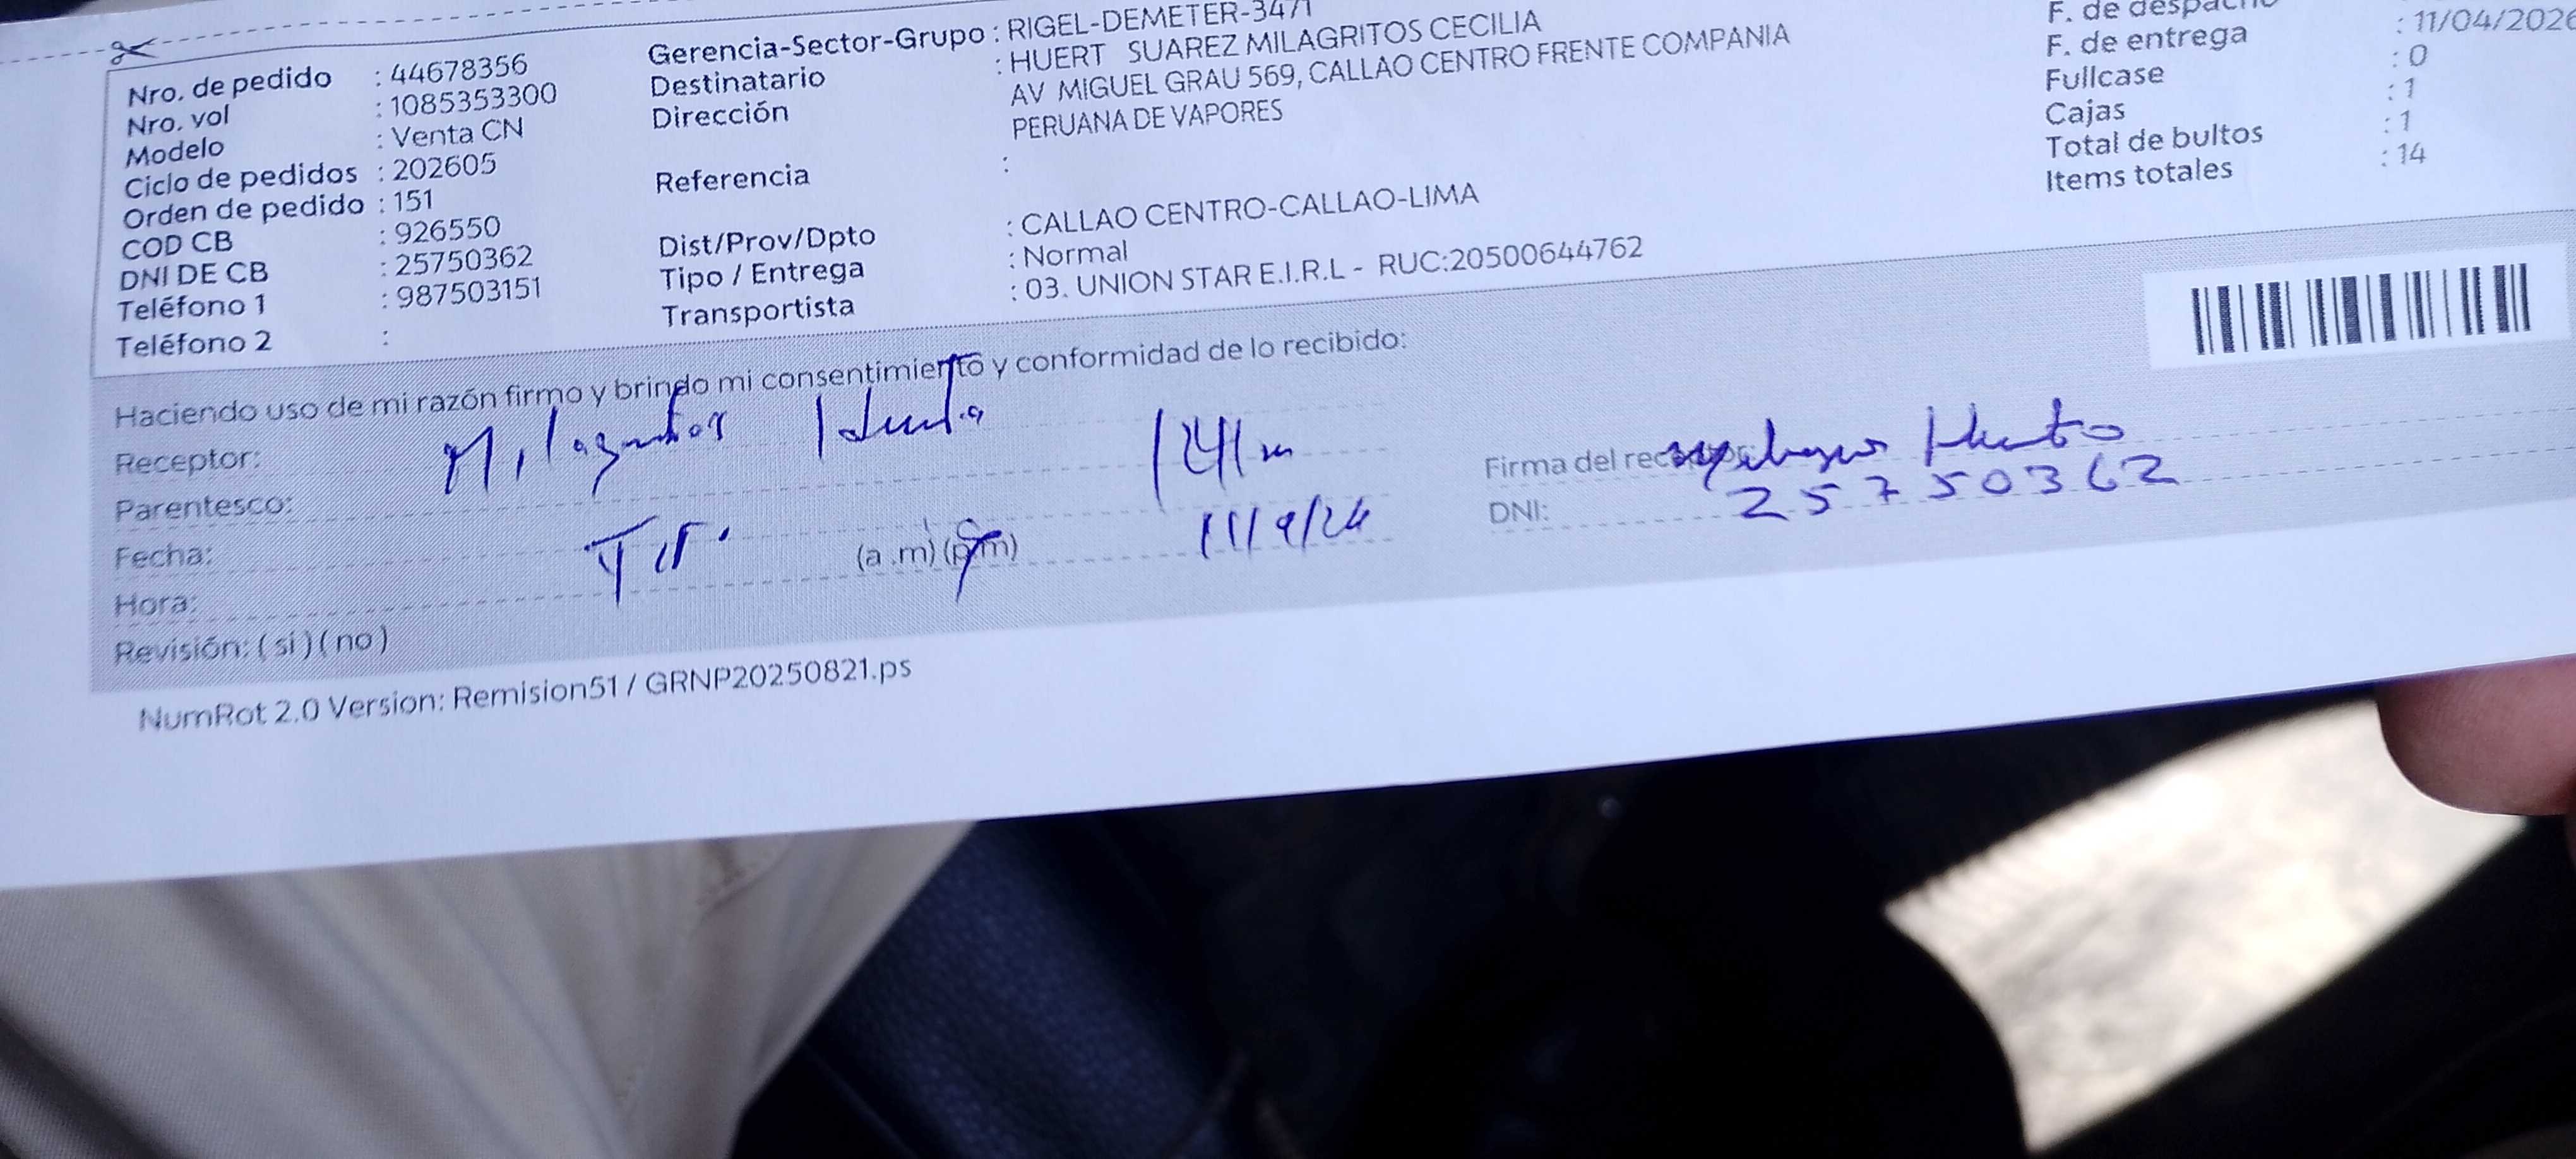 Nro. de pedido : 44678356
Nro. vol : 1085353300
Modelo : Venta CN
Ciclo de pedidos : 202605
Orden de pedido : 151
COD CB : 926550
DNI DE CB : 25750362
Teléfono 1 : 987503151
Teléfono 2 :
Gerencia-Sector-Grupo : RIGEL-DEMETER-347
Destinatario : HUERT SUAREZ MILAGRITOS CECILIA
Dirección AV MIGUEL GRAU 569, CALLAO CENTRO FRENTE COMPANIA
PERUANA DE VAPORES
Referencia :
Dist/Prov/Dpto : CALLAO CENTRO-CALLAO-LIMA
Tipo / Entrega : Normal
Transportista : 03. UNION STAR E.I.R.L - RUC:20500644762
F. de despacho
F. de entrega : 11/04/2026
Fullcase : 0
Cajas : 1
Total de bultos : 1
Items totales : 14
Haciendo uso de mi razón firmo y brindo mi consentimiento y conformidad de lo recibido:
Receptor: Milagritos
Parentesco: TIT.
Fecha:
Hora: (a .m) (p.m)
Revisión: ( si ) ( no )
Firma del
DNI: 25750362
NumRot 2.0 Version: Remision51 / GRNP20250821.ps